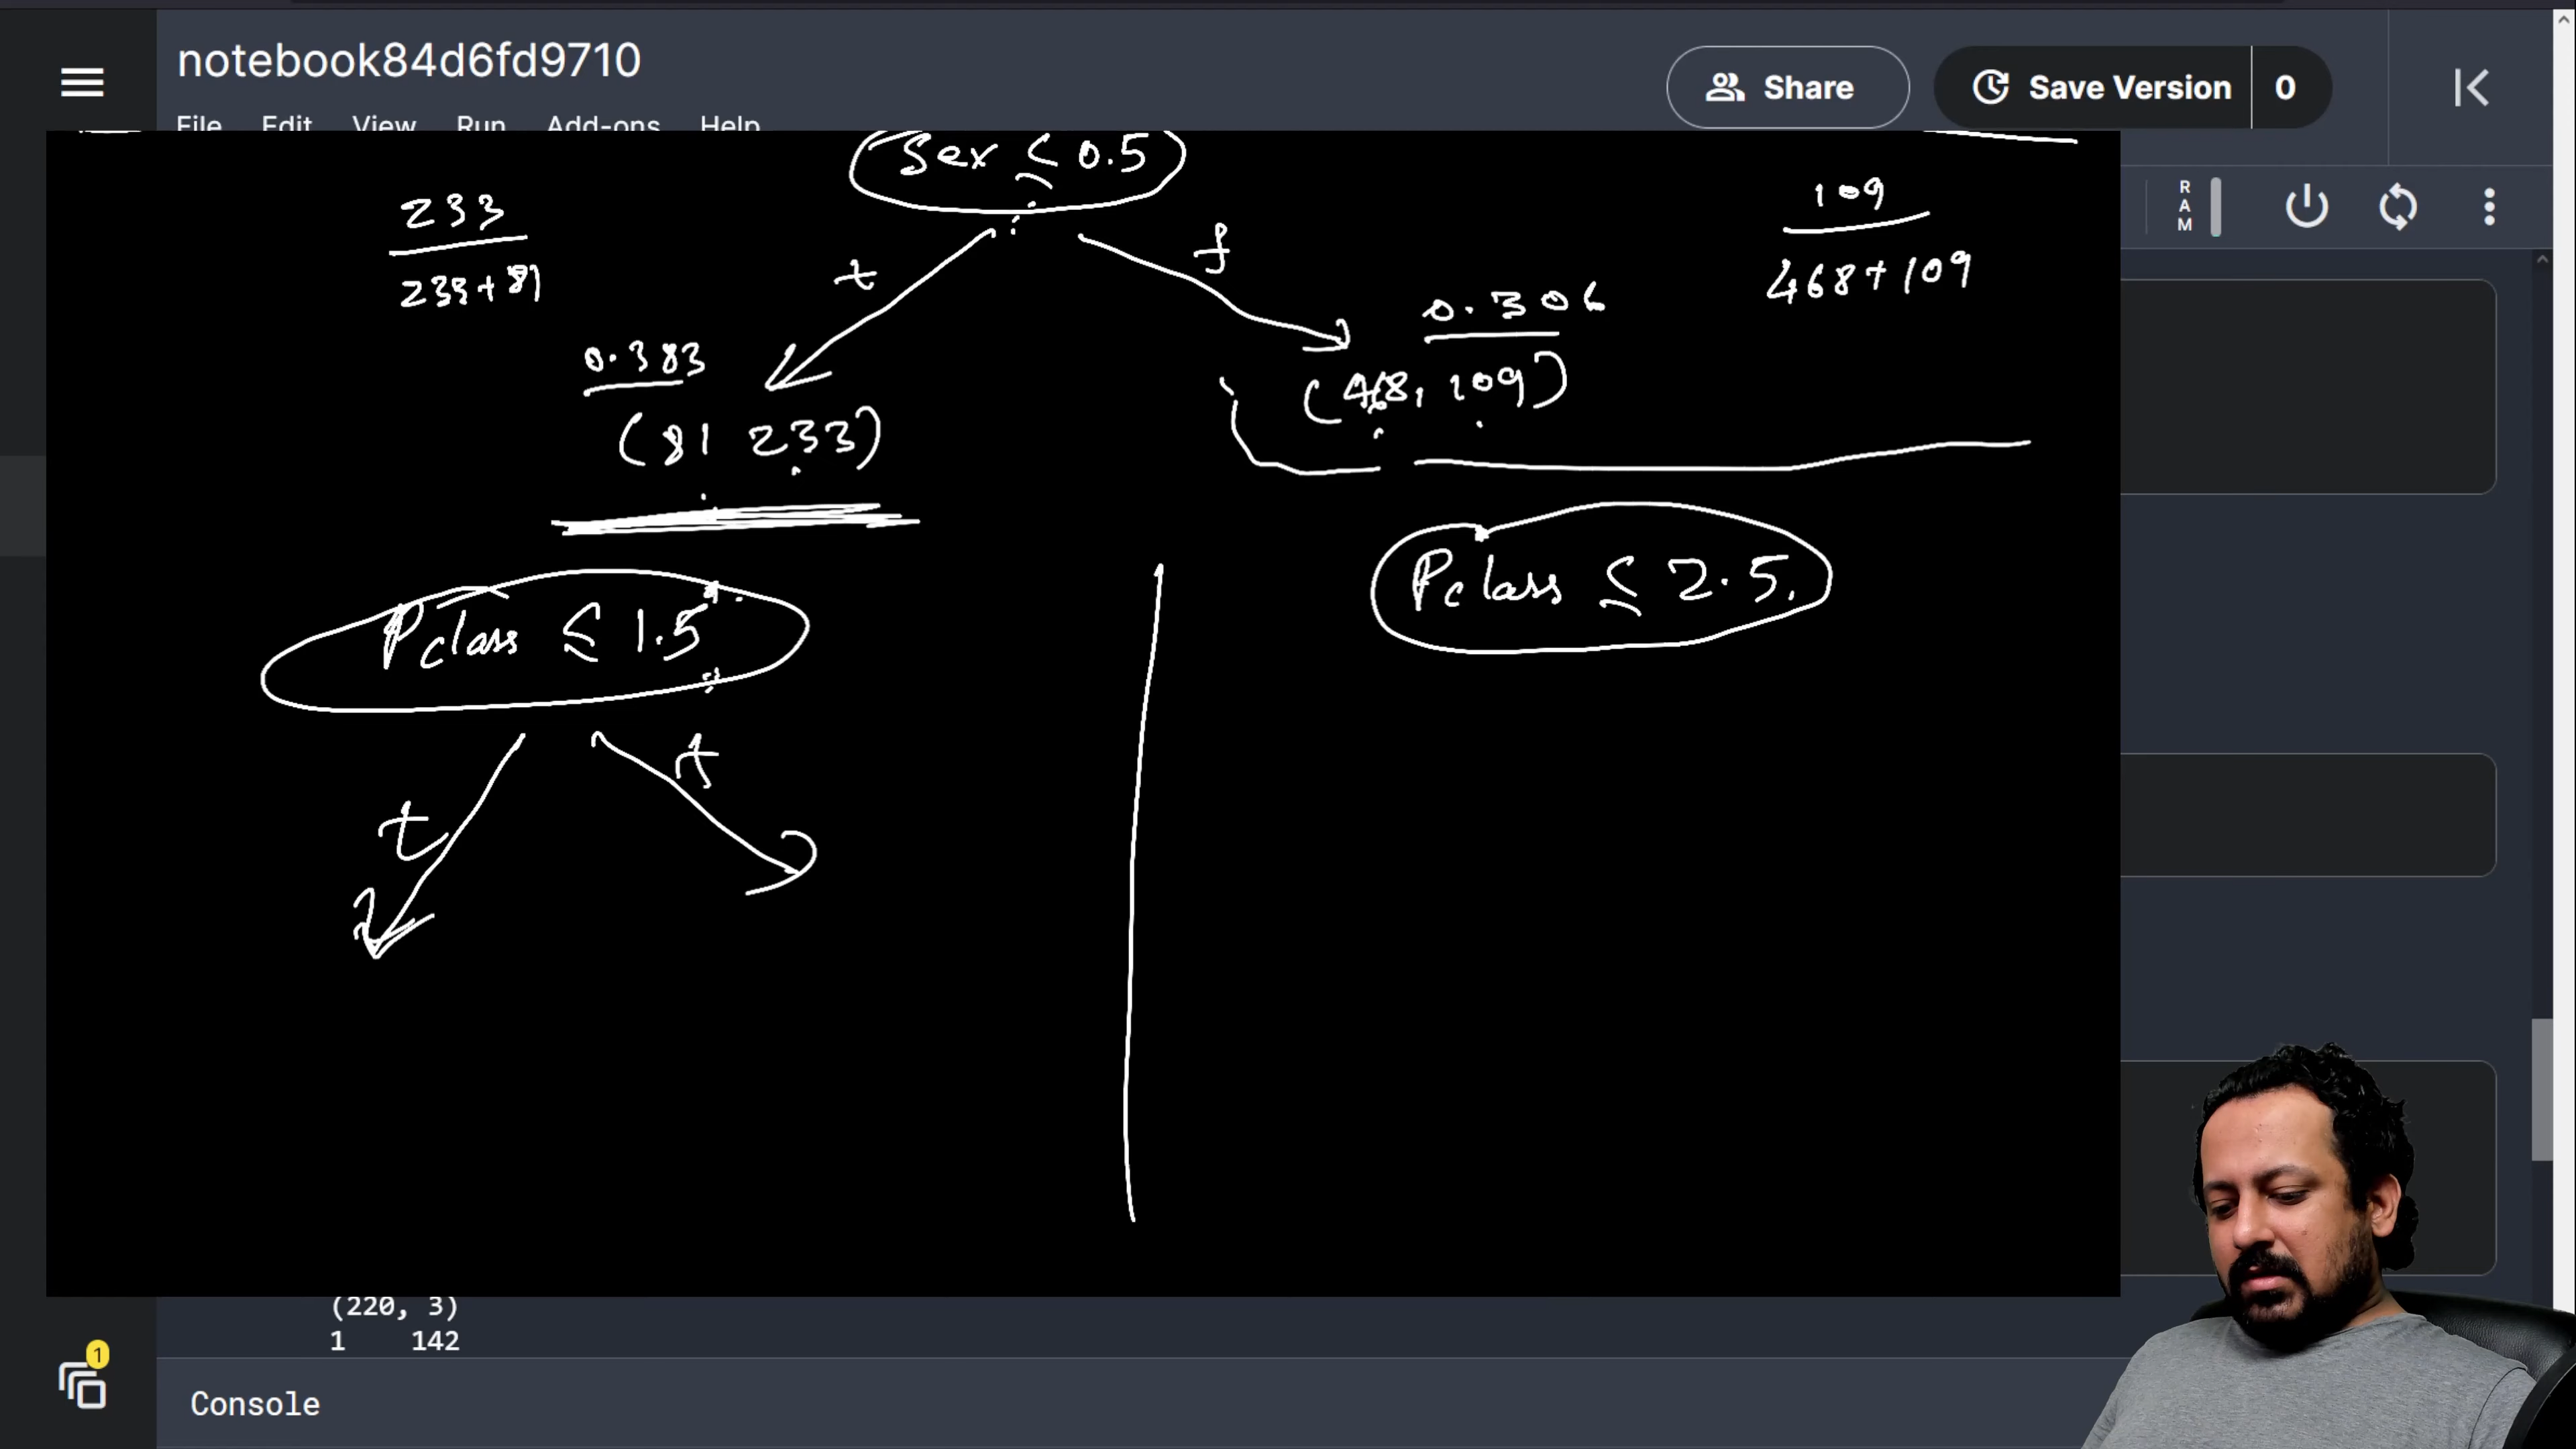 notebook84d6fd9710
File Edit View Run Add-ons Help
Share
Save Version 0
R
A
M
Sex ≤ 0.5
233
233+81
109
468+109
t
f
0.306
(468, 109)
0.383
(81 233)
Pclass ≤ 2.5
Pclass ≤ 1.5
t
(220, 3)
1 142
1
Console